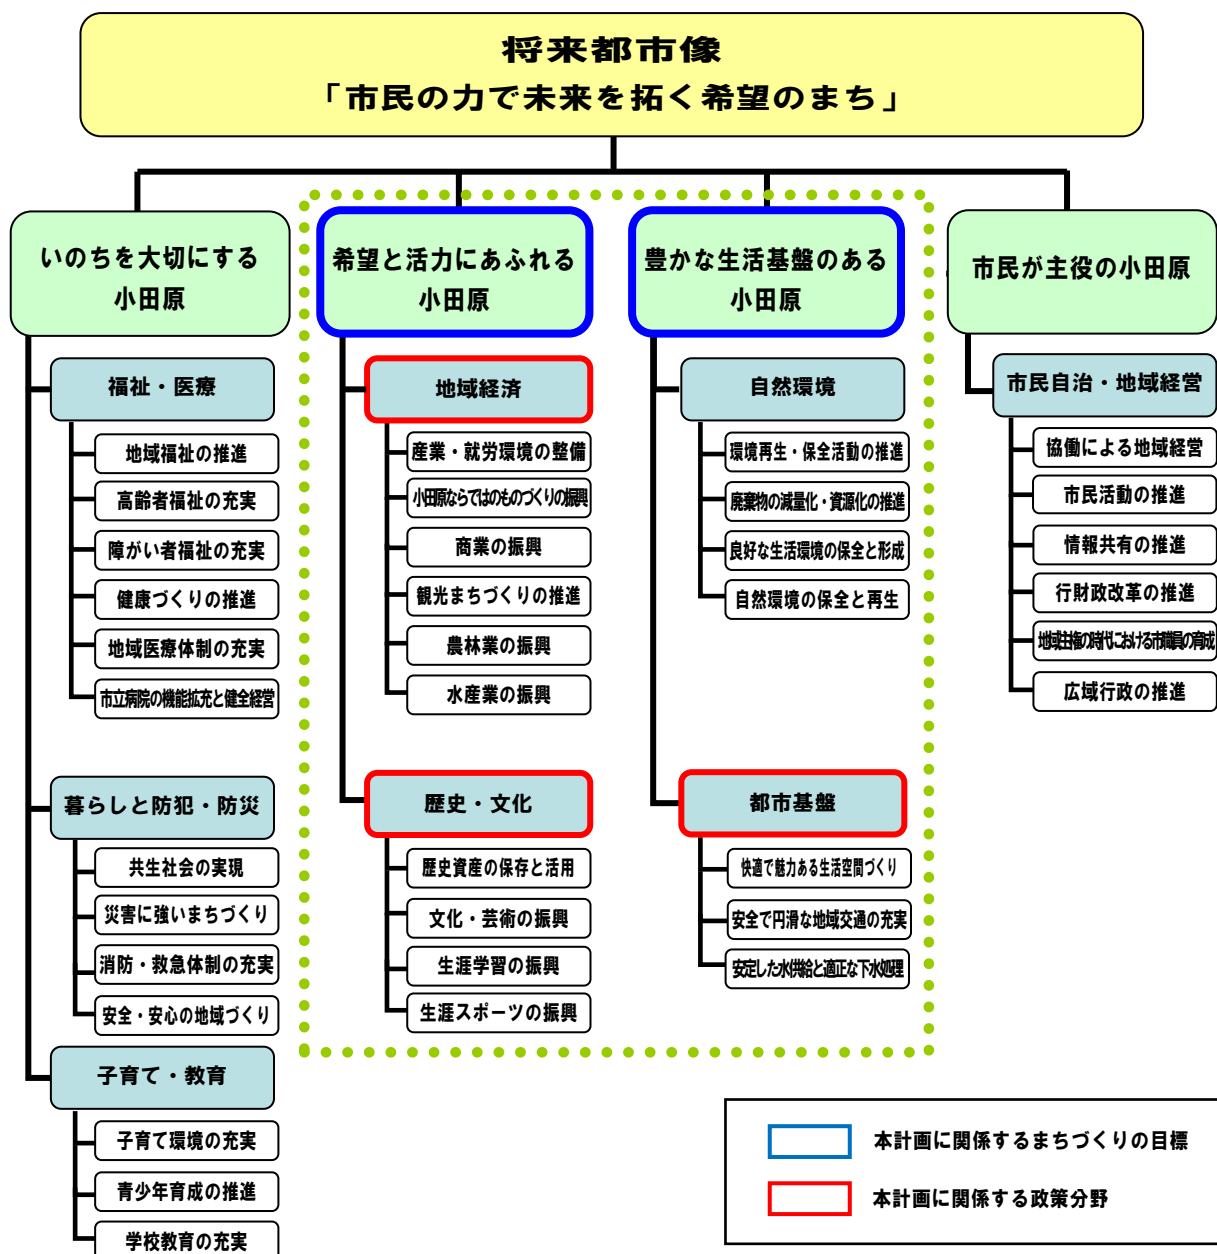 将来都市像
「市民の力で未来を拓く希望のまち」
いのちを大切にする
小田原
福祉・医療
地域福祉の推進
高齢者福祉の充実
障がい者福祉の充実
健康づくりの推進
地域医療体制の充実
市立病院の機能拡充と健全経営
暮らしと防犯・防災
共生社会の実現
災害に強いまちづくり
消防・救急体制の充実
安全・安心の地域づくり
子育て・教育
子育て環境の充実
青少年育成の推進
学校教育の充実
希望と活力にあふれる
小田原
地域経済
産業・就労環境の整備
小田原ならではのものづくりの振興
商業の振興
観光まちづくりの推進
農林業の振興
水産業の振興
歴史・文化
歴史資産の保存と活用
文化・芸術の振興
生涯学習の振興
生涯スポーツの振興
豊かな生活基盤のある
小田原
自然環境
環境再生・保全活動の推進
廃棄物の減量化・資源化の推進
良好な生活環境の保全と形成
自然環境の保全と再生
都市基盤
快適で魅力ある生活空間づくり
安全で円滑な地域交通の充実
安定した水供給と適正な下水処理
市民が主役の小田原
市民自治・地域経営
協働による地域経営
市民活動の推進
情報共有の推進
行財政改革の推進
地域主権の時代における市職員の育成
広域行政の推進
本計画に関係するまちづくりの目標
本計画に関係する政策分野